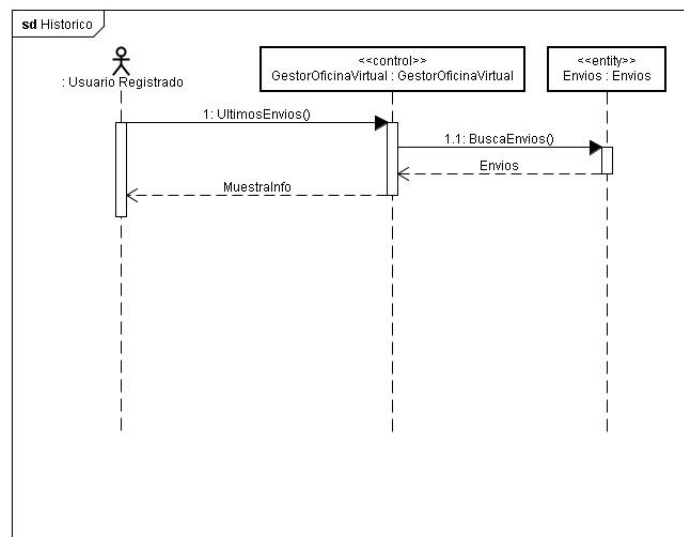 sd Historico
: Usuario Registrado
<<control>>
GestorOficinaVirtual : GestorOficinaVirtual
<<entity>>
Envios : Envios
1: UltimosEnvios()
1.1: BuscaEnvios()
Envios
MuestraInfo